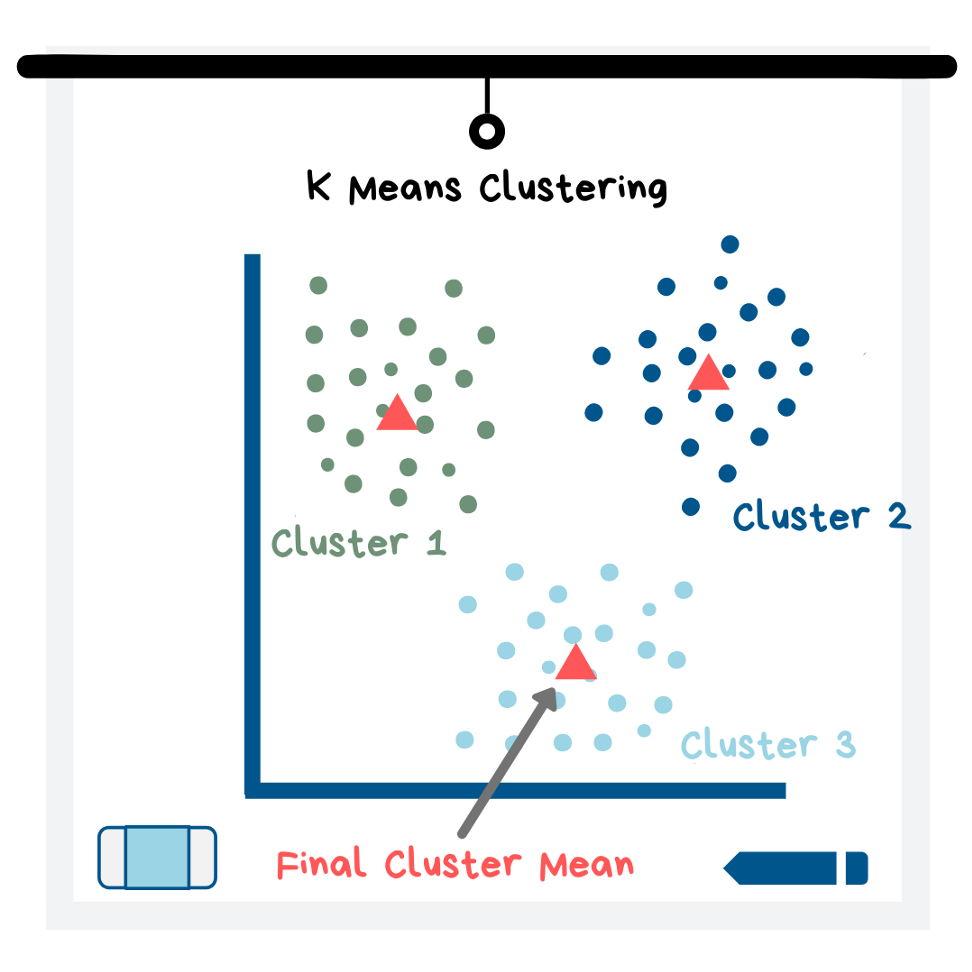 K Means Clustering
Cluster 2
Cluster 1
Cluster 3
Final Cluster Mean